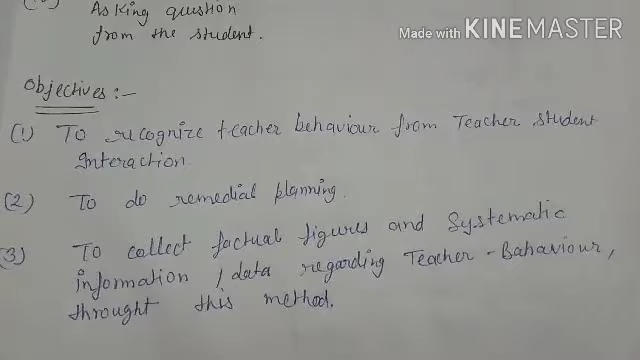 Asking question
from the student.
Made with KINEMASTER
Objectives:-
(1) To recognize teacher behaviour from Teacher student
Interaction.
(2) To do remedial planning.
(3) To collect factual figures and Systematic
information / data regarding Teacher-Bahaviour,
throught this method.